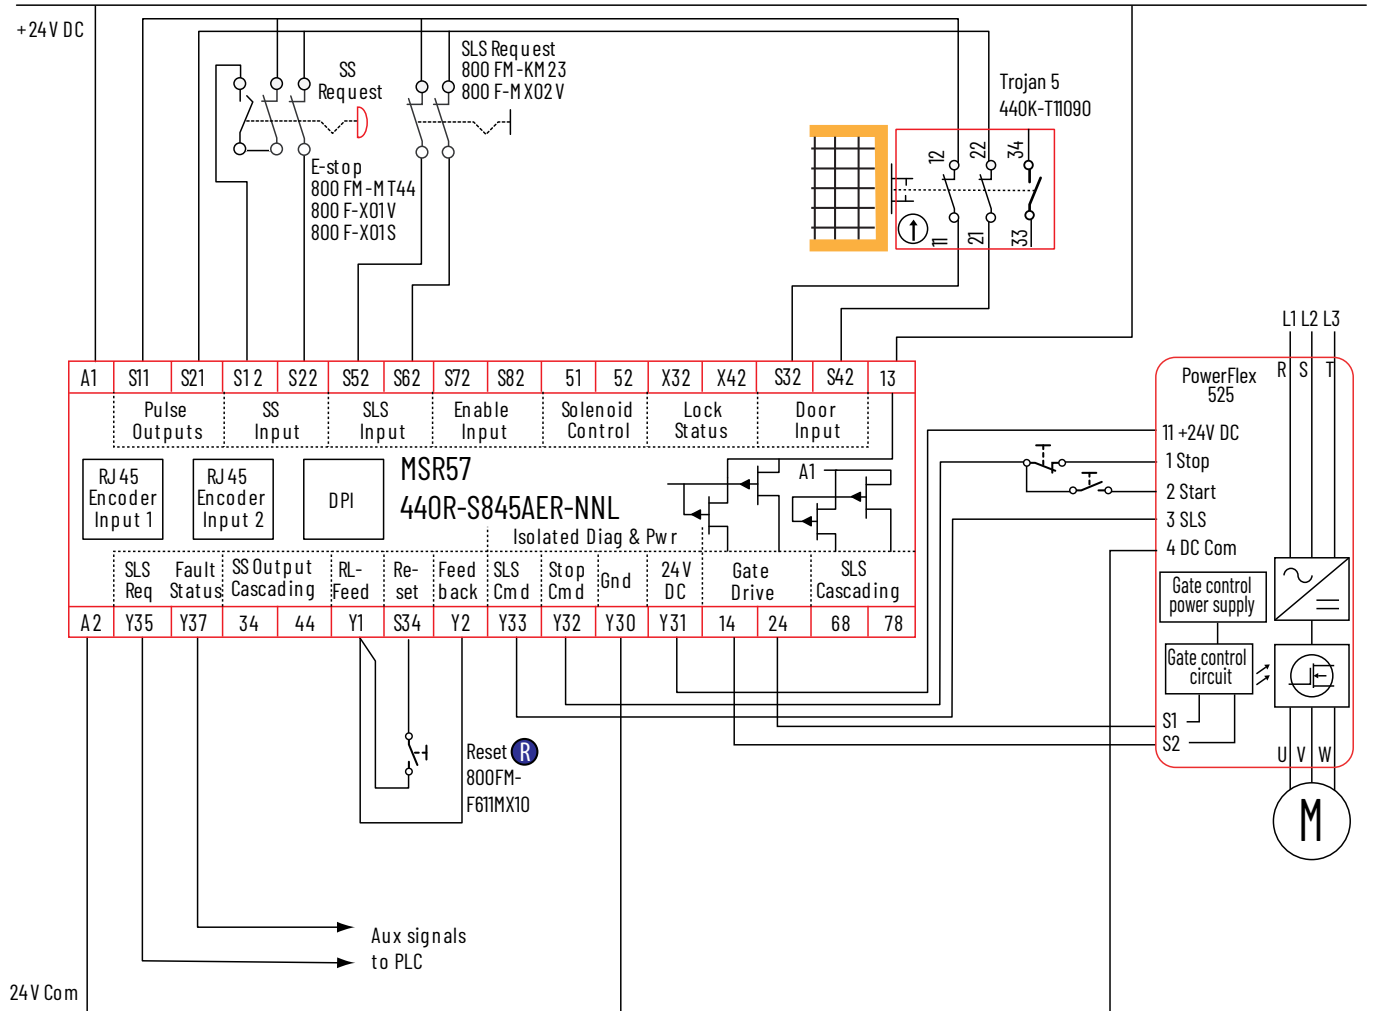 +24V DC
SS
Request
SLS Request
800 FM-KM23
800 F-MX02V
E-stop
800 FM-MT44
800 F-X01V
800 F-X01S
Trojan 5
440K-T11090
12
22
34
11
21
33
A1
S11
S21
S12
S22
S52
S62
S72
S82
51
52
X32
X42
S32
S42
13
Pulse
Outputs
SS
Input
SLS
Input
Enable
Input
Solenoid
Control
Lock
Status
Door
Input
RJ45
Encoder
Input 1
RJ45
Encoder
Input 2
DPI
MSR57
440R-S845AER-NNL
A1
Isolated Diag & Pwr
SLS
Req
Fault
Status
SS Output
Cascading
RL-
Feed
Re-
set
Feed
back
SLS
Cmd
Stop
Cmd
Gnd
24V
DC
Gate
Drive
SLS
Cascading
A2
Y35
Y37
34
44
Y1
S34
Y2
Y33
Y32
Y30
Y31
14
24
68
78
Reset R
800FM-
F611MX10
Aux signals
to PLC
24V Com
L1 L2 L3
R S T
PowerFlex
525
11 +24V DC
1 Stop
2 Start
3 SLS
4 DC Com
Gate control
power supply
Gate control
circuit
S1
S2
U V W
M